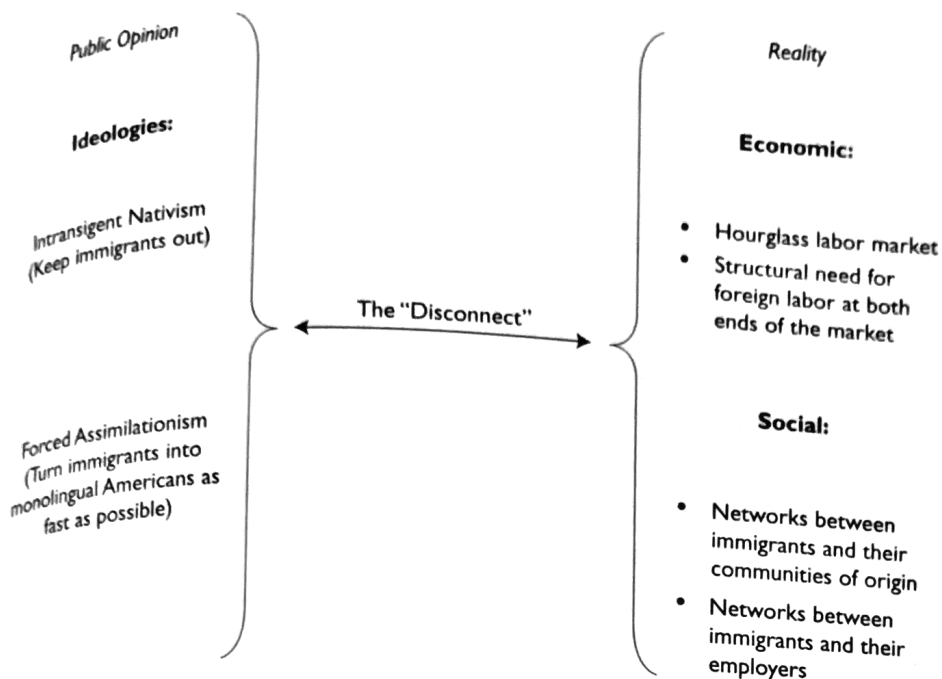 Public Opinion
Ideologies:
Intransigent Nativism
(Keep immigrants out)
Forced Assimilationism
(Turn immigrants into
monolingual Americans as
fast as possible)
The “Disconnect”
Reality
Economic:
• Hourglass labor market
• Structural need for
foreign labor at both
ends of the market
Social:
• Networks between
immigrants and their
communities of origin
• Networks between
immigrants and their
employers